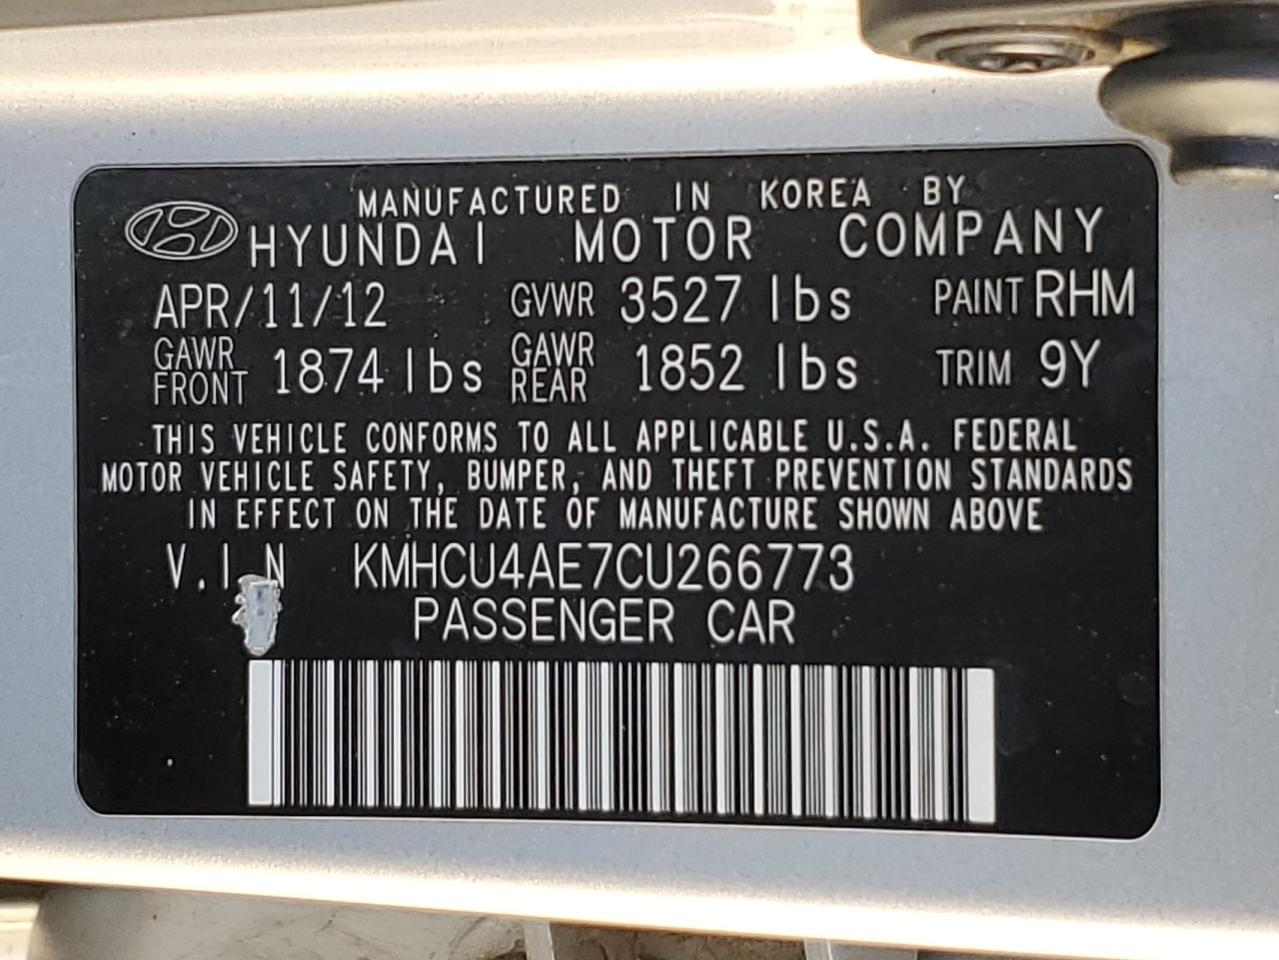 MANUFACTURED IN KOREA BY
HYUNDAI MOTOR COMPANY
APR/11/12 GVWR 3527 lbs PAINT RHM
GAWR FRONT 1874 lbs GAWR REAR 1852 lbs TRIM 9Y
THIS VEHICLE CONFORMS TO ALL APPLICABLE U.S.A. FEDERAL
MOTOR VEHICLE SAFETY, BUMPER, AND THEFT PREVENTION STANDARDS
IN EFFECT ON THE DATE OF MANUFACTURE SHOWN ABOVE
V.I.N KMHCU4AE7CU266773
PASSENGER CAR